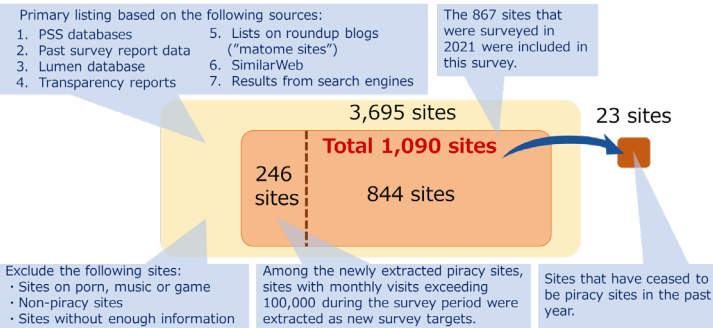 Primary listing based on the following sources:
1. PSS databases
2. Past survey report data
3. Lumen database
4. Transparency reports
5. Lists on roundup blogs
("matome sites")
6. SimilarWeb
7. Results from search engines
The 867 sites that
were surveyed in
2021 were included in
this survey.
3,695 sites
23 sites
Total 1,090 sites
246
sites
844 sites
Exclude the following sites:
・Sites on porn, music or game
・Non-piracy sites
・Sites without enough information
Among the newly extracted piracy sites,
sites with monthly visits exceeding
100,000 during the survey period were
extracted as new survey targets.
Sites that have ceased to
be piracy sites in the past
year.